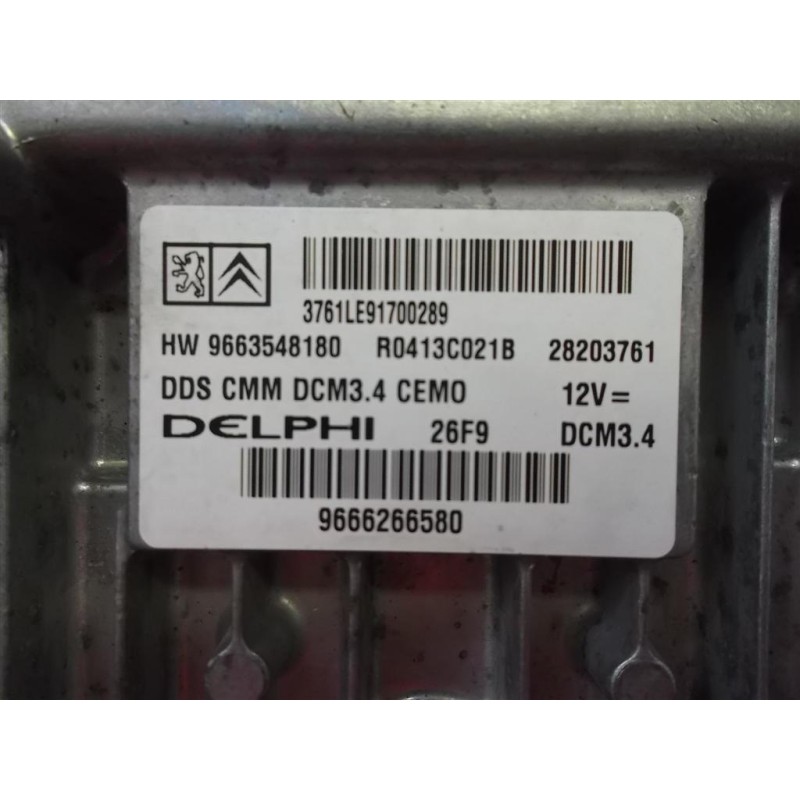 3761LE91700289
HW 9663548180 R0413C021B 28203761
DDS CMM DCM3.4 CEMO 12V=
DELPHI 26F9 DCM3.4
9666266580